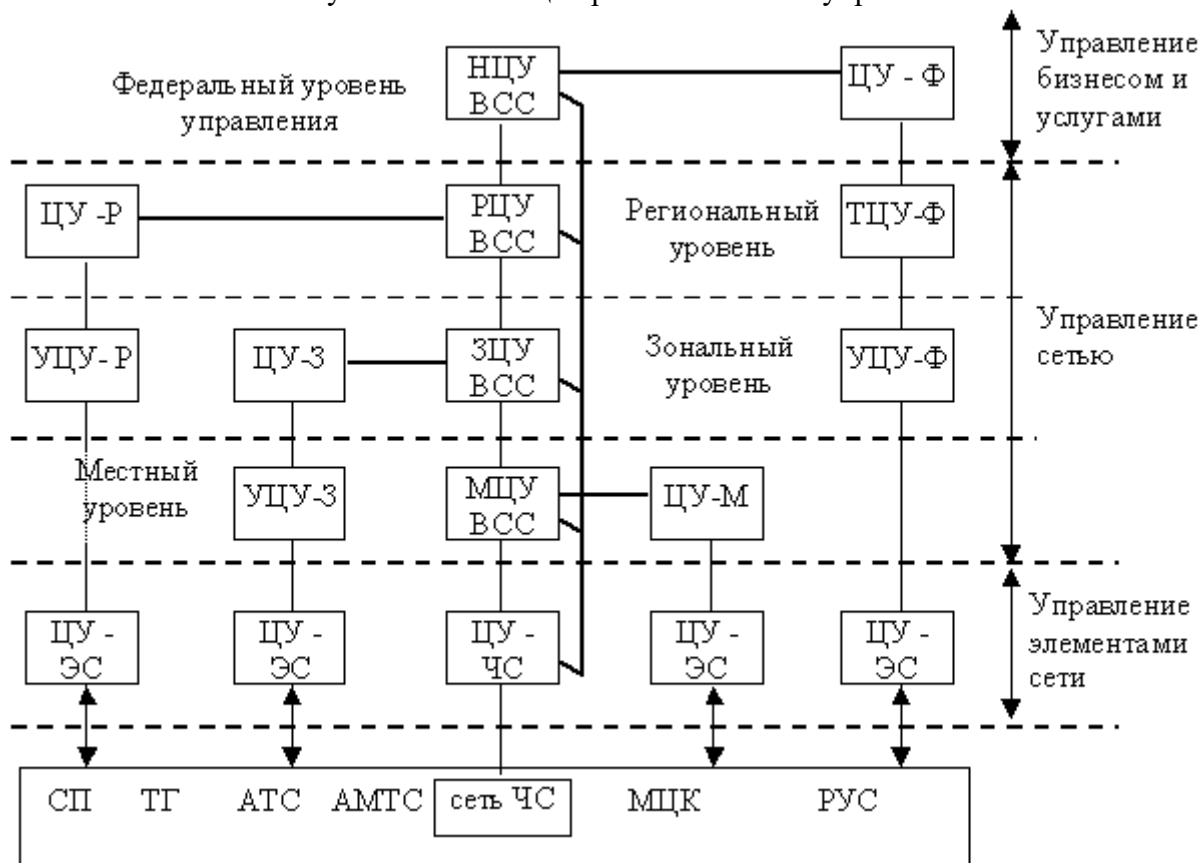 НЦУ
ВСС
ЦУ - Ф
Управление
бизнесом и
услугами
Федеральный уровень
управления
ЦУ -Р
РЦУ
ВСС
Региональный
уровень
ТЦУ-Ф
УЦУ- Р
ЦУ-З
ЗЦУ
ВСС
Зональный
уровень
УЦУ-Ф
Управление
сетью
Местный
уровень
УЦУ-З
МЦУ
ВСС
ЦУ-М
ЦУ -
ЭС
ЦУ -
ЭС
ЦУ -
ЧС
ЦУ -
ЭС
ЦУ -
ЭС
Управление
элементами
сети
СП ТГ АТС АМТС сеть ЧС МЦК РУС